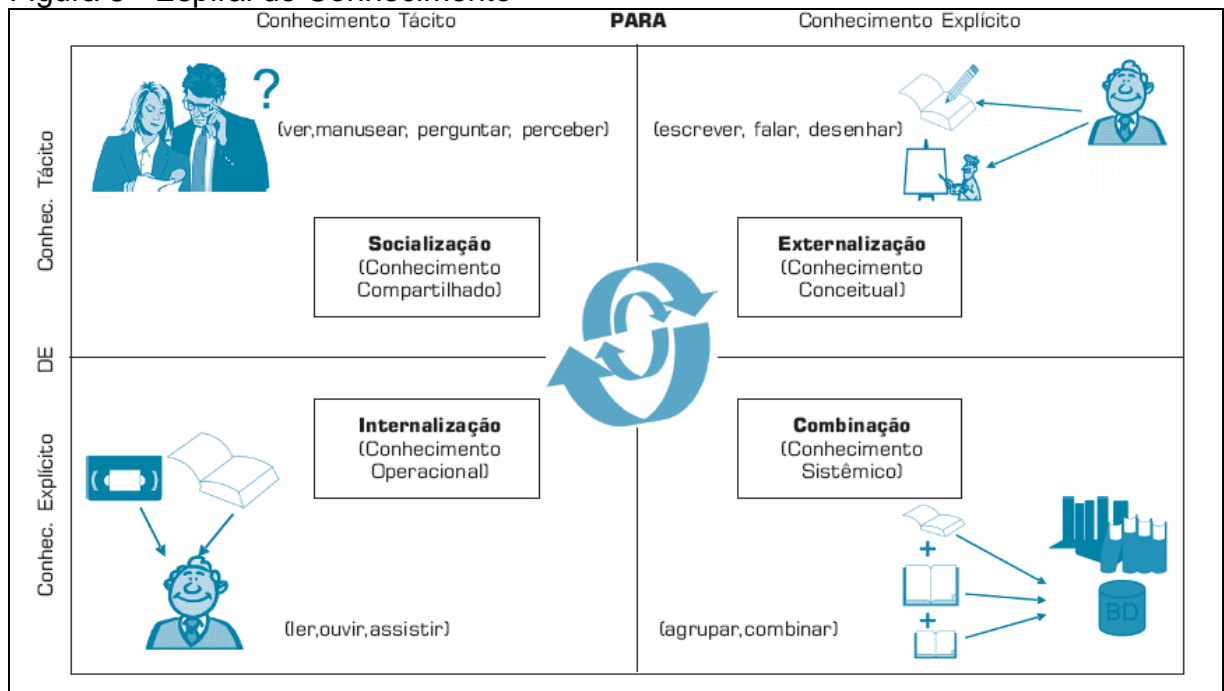 Conhecimento Tácito PARA Conhecimento Explícito
Conhec. Tácito
?
(ver,manusear, perguntar, perceber)
(escrever, falar, desenhar)
Socialização
(Conhecimento
Compartilhado)
Externalização
(Conhecimento
Conceitual)
DE
Conhec. Explícito
Internalização
(Conhecimento
Operacional)
Combinação
(Conhecimento
Sistêmico)
(ler,ouvir,assistir)
(agrupar,combinar)
+
+
BD